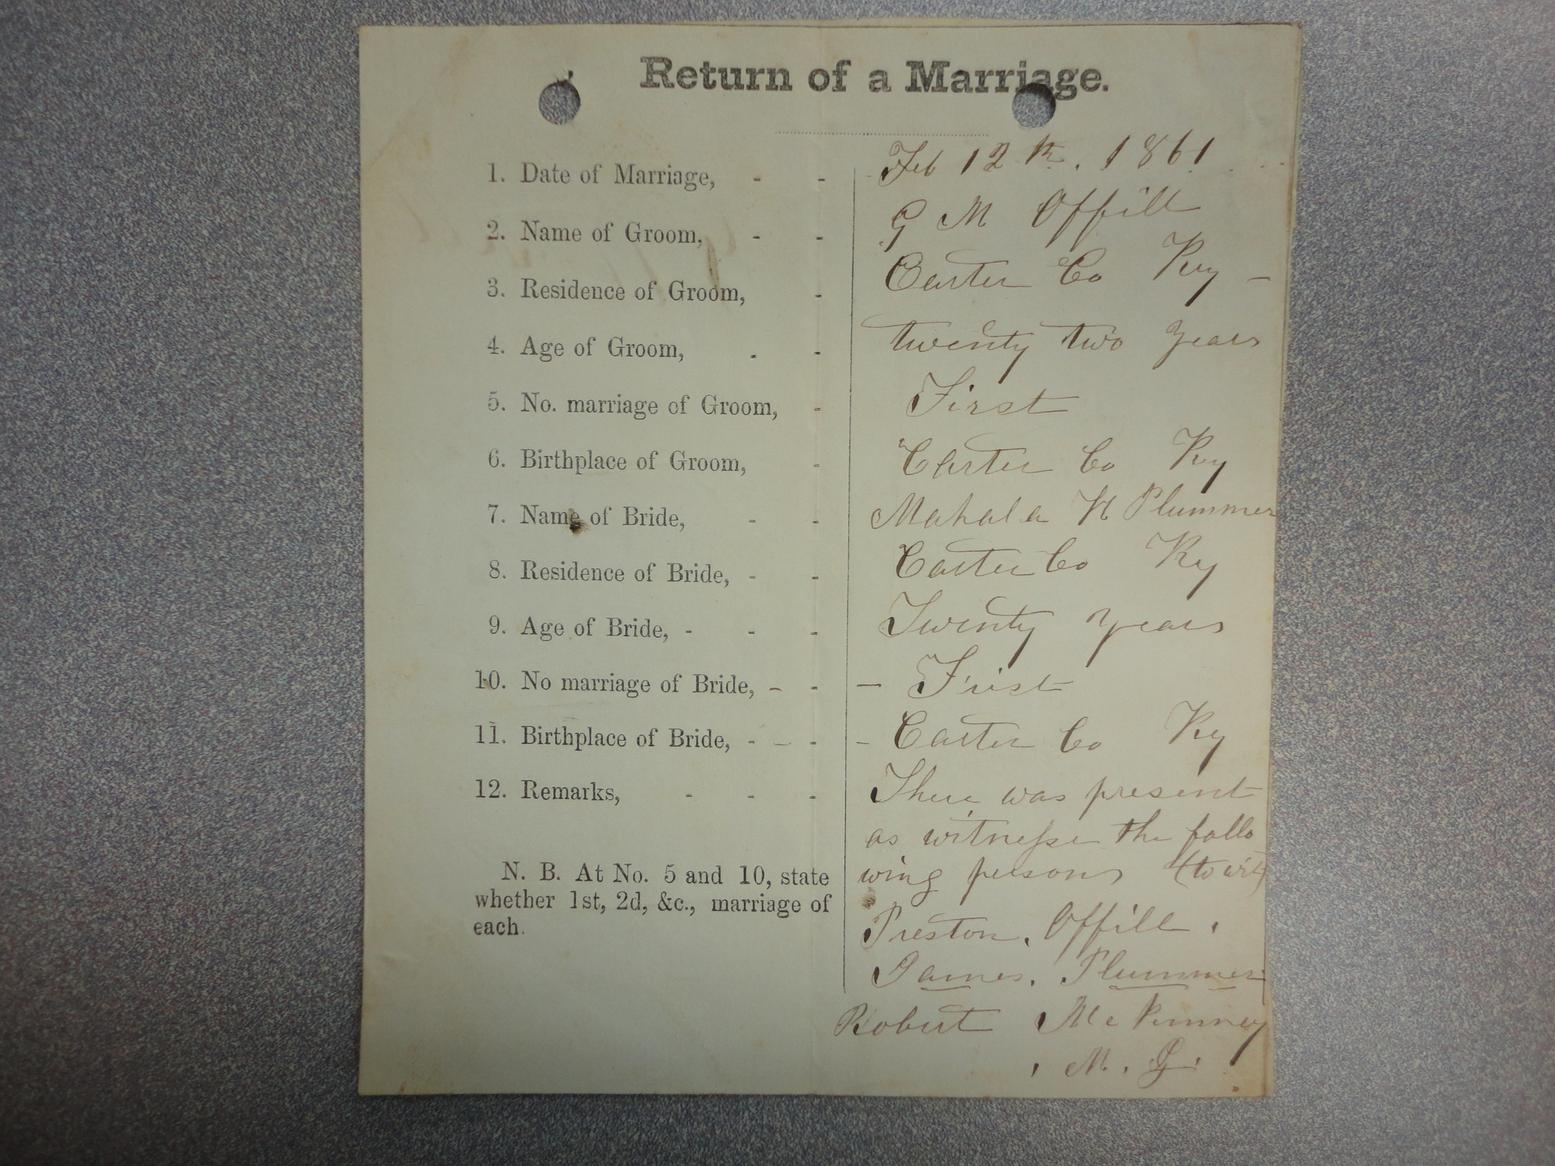 Return of a Marriage.
1. Date of Marriage, - - Feb 12th. 1861
2. Name of Groom, - - G M Offill
3. Residence of Groom, - Carter Co Ky -
4. Age of Groom, - - twenty two years
5. No. marriage of Groom, - First
6. Birthplace of Groom, - Carter Co Ky
7. Name of Bride, - - Mahala H Plummer
8. Residence of Bride, - - Carter Co Ky
9. Age of Bride, - - - Twenty years
10. No marriage of Bride, - - - First
11. Birthplace of Bride, - - - - Carter Co Ky
12. Remarks, - - - There was present
as witnesse the follo
wing persons (to wit)
Preston. Offill.
James. Plummer
Robert McKinney
. M. G.
N. B. At No. 5 and 10, state
whether 1st, 2d, &c., marriage of
each.